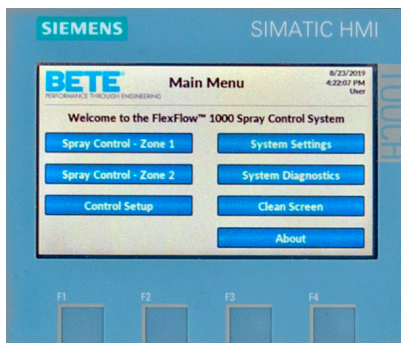 SIEMENS
SIMATIC HMI
TOUCH
BETE
PERFORMANCE THROUGH ENGINEERING
Main Menu
8/23/2019
4:22:07 PM
User
Welcome to the FlexFlow™ 1000 Spray Control System
Spray Control - Zone 1
System Settings
Spray Control - Zone 2
System Diagnostics
Control Setup
Clean Screen
About
F1
F2
F3
F4